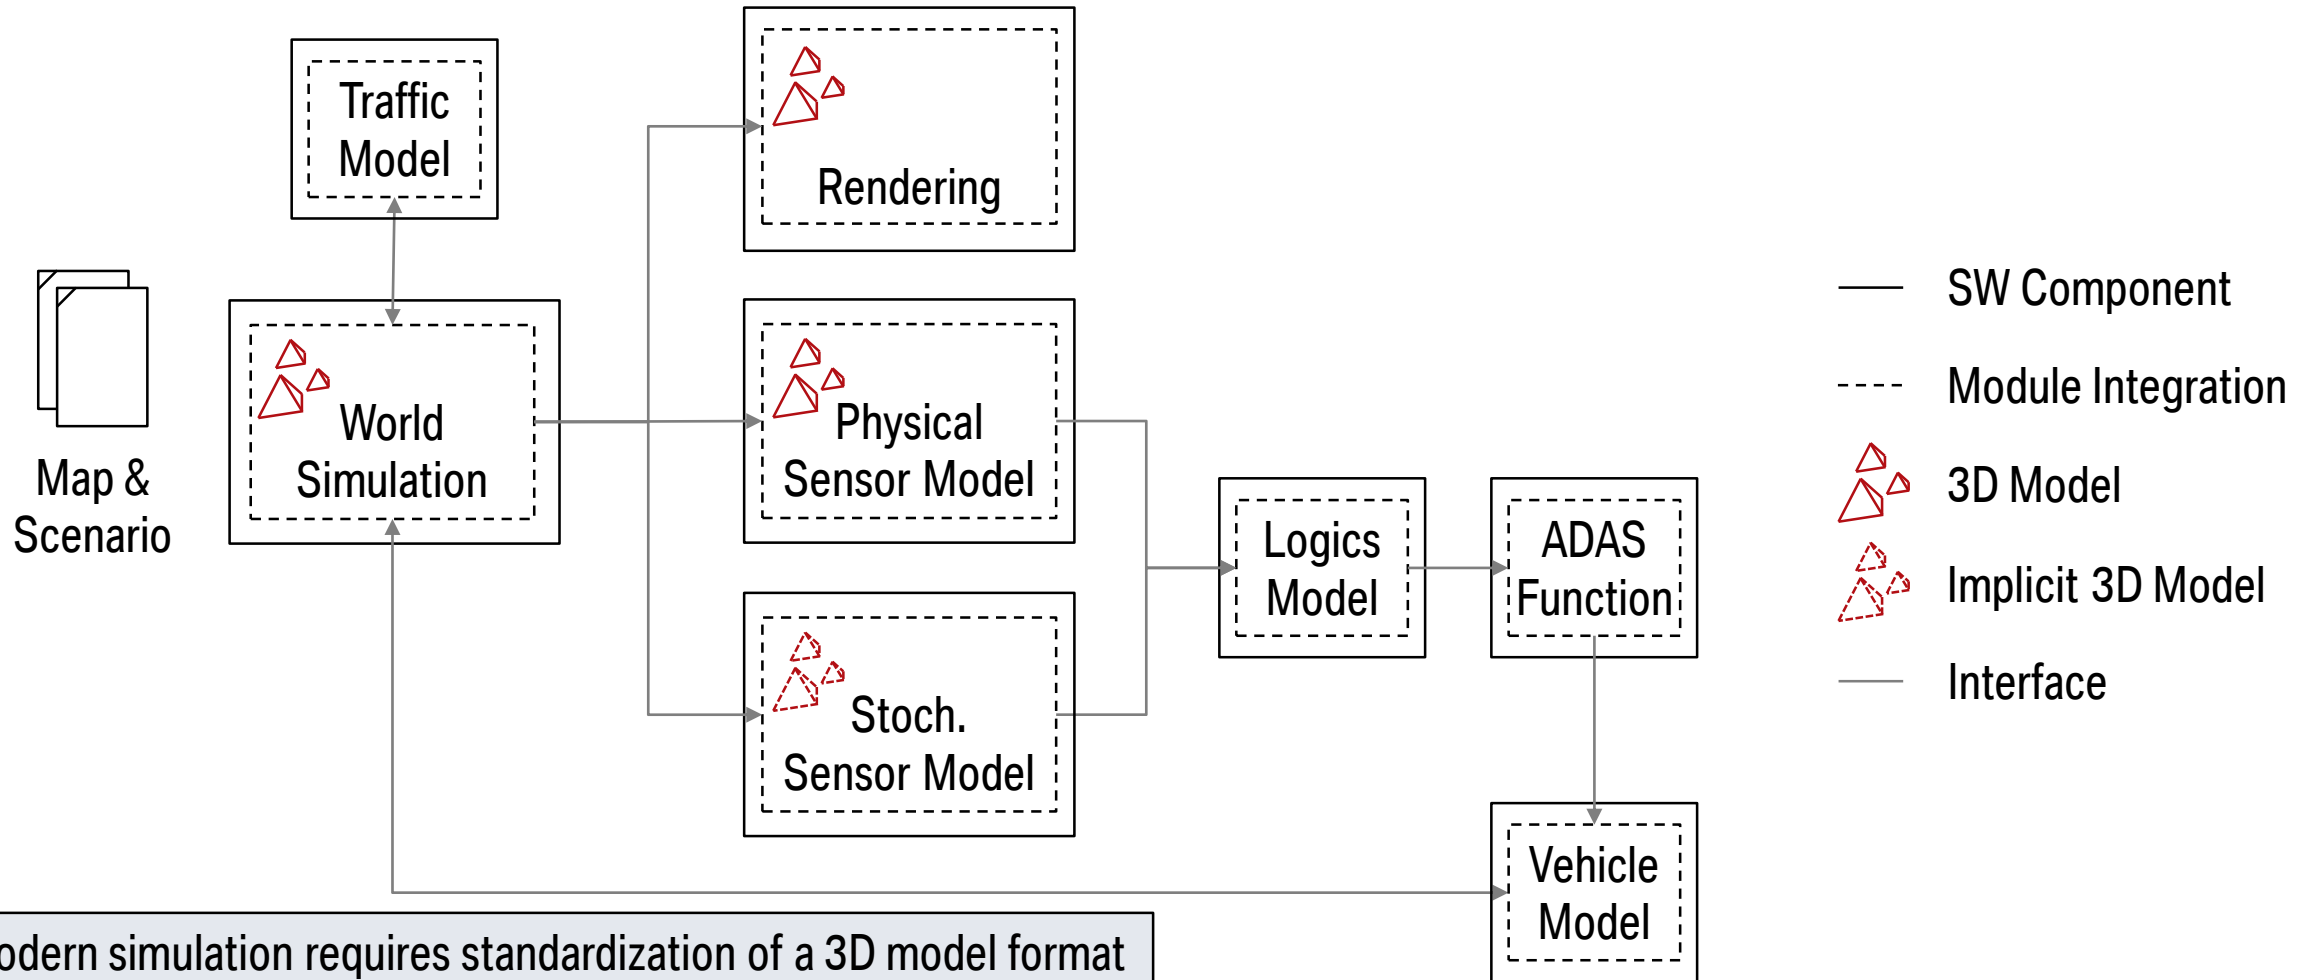 Traffic
Model
Rendering
Map &
Scenario
World
Simulation
Physical
Sensor Model
Stoch.
Sensor Model
Logics
Model
ADAS
Function
Vehicle
Model
SW Component
Module Integration
3D Model
Implicit 3D Model
Interface
odern simulation requires standardization of a 3D model format